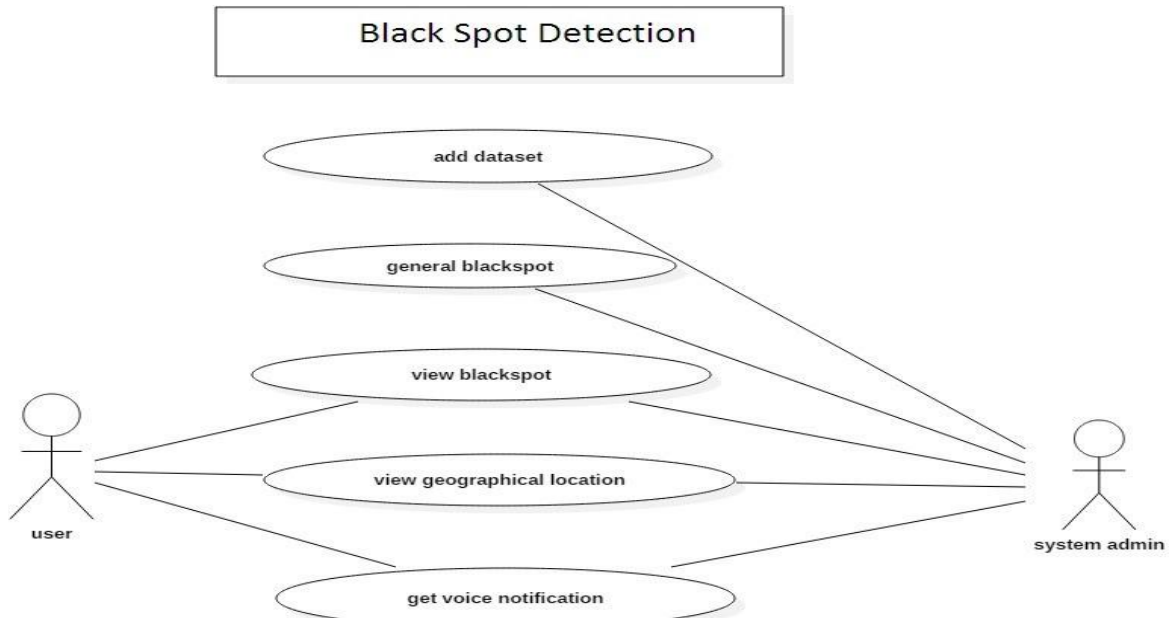 Black Spot Detection
add dataset
general blackspot
view blackspot
view geographical location
user
system admin
get voice notification